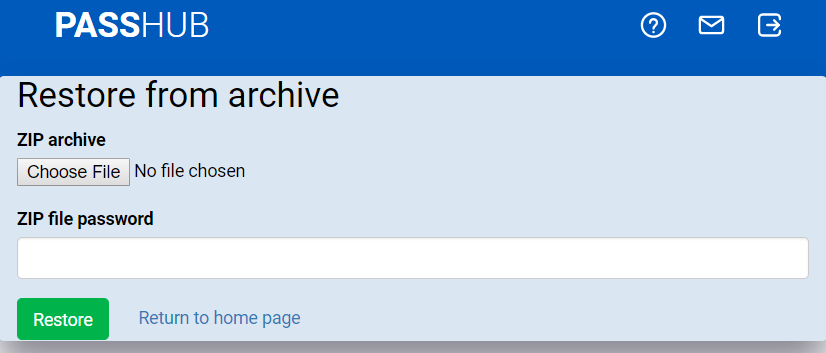 PASSHUB
Restore from archive
ZIP archive
Choose File No file chosen
ZIP file password
Restore Return to home page